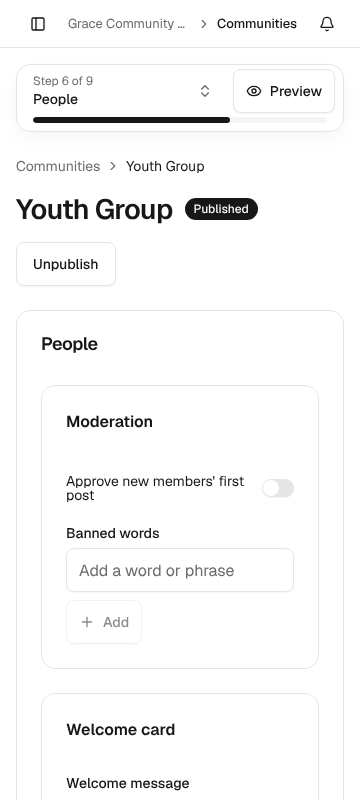 Grace Community ... > Communities
Step 6 of 9
People
Preview
Communities > Youth Group
Youth Group
Published
Unpublish
People
Moderation
Approve new members' first
post
Banned words
Add a word or phrase
+ Add
Welcome card
Welcome message